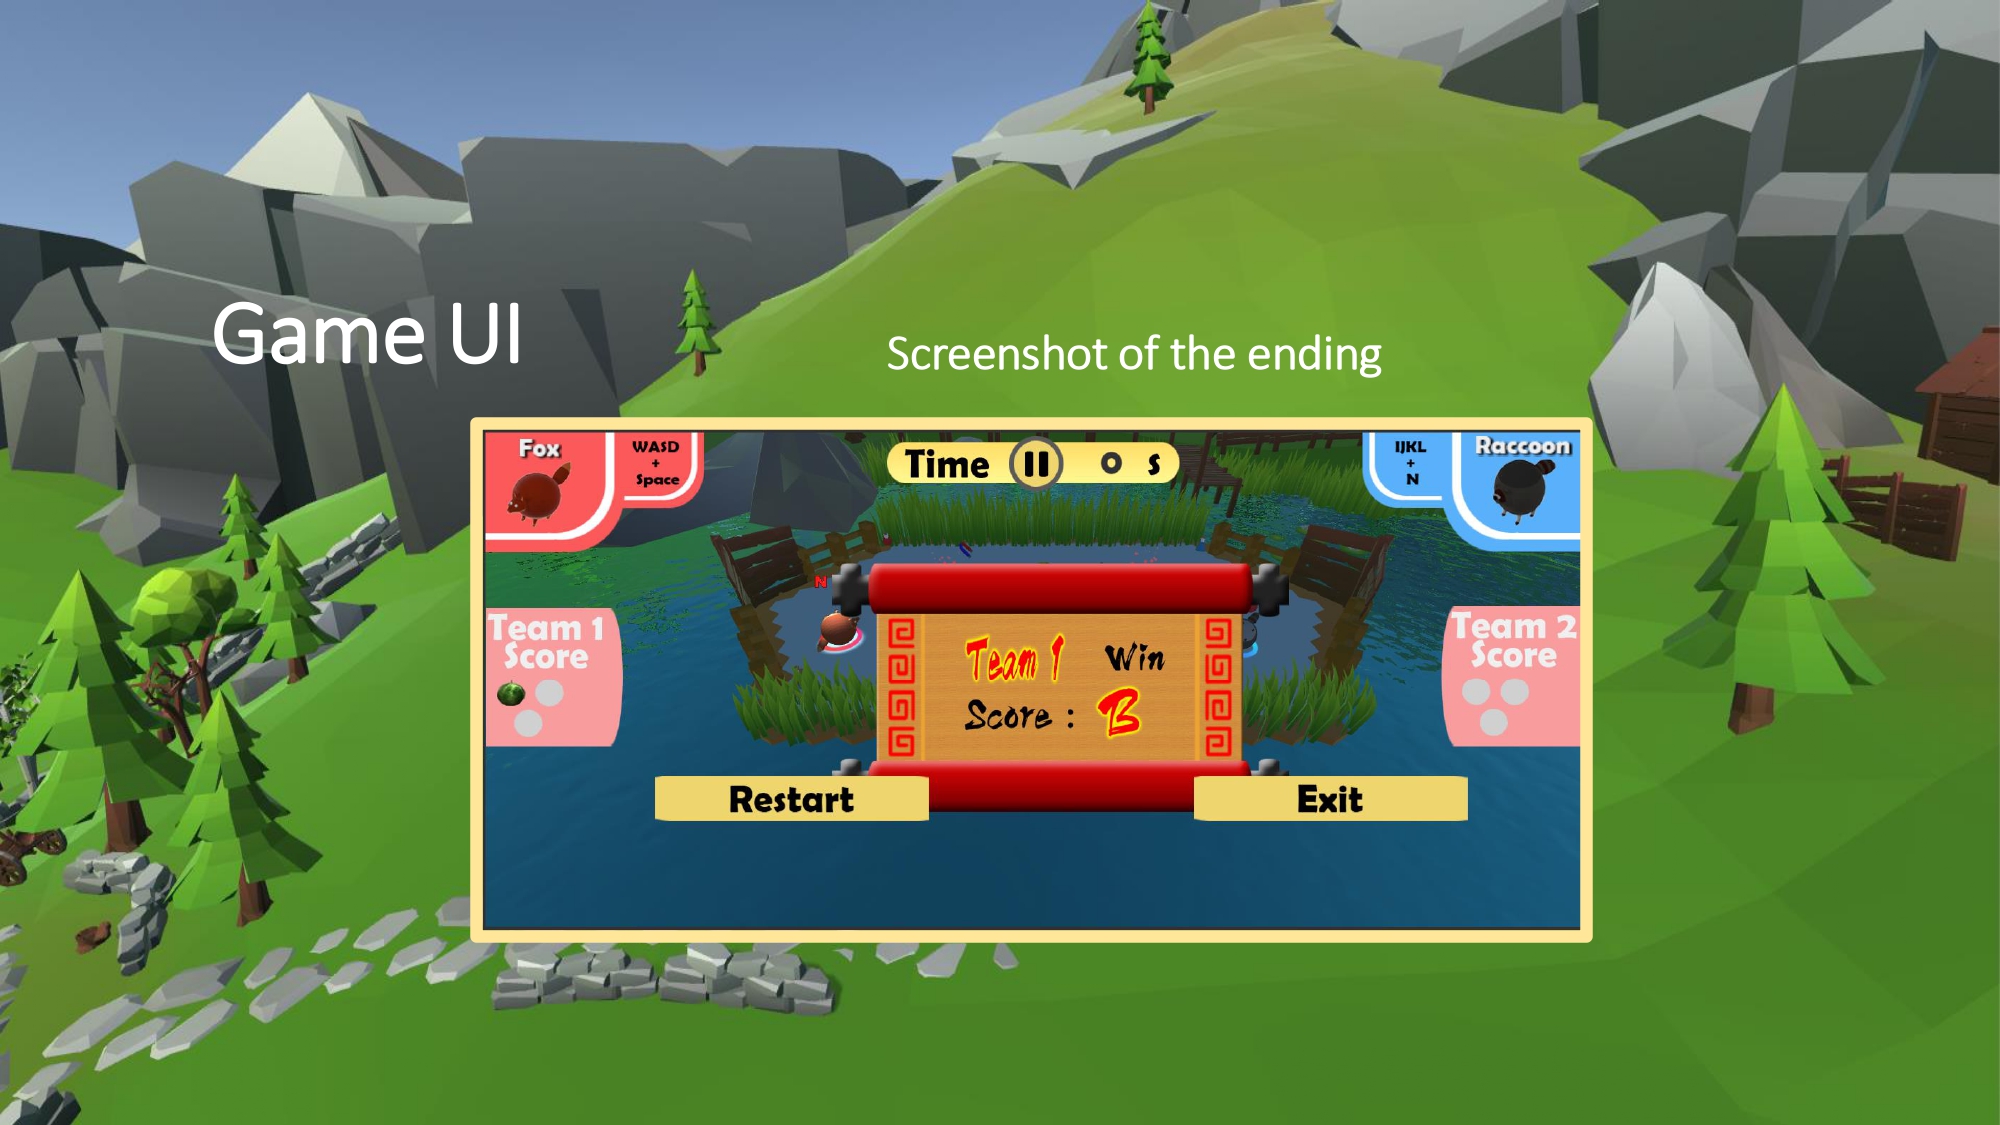 Game UI
Screenshot of the ending
Fox
WASD
+
Space
Time
0 s
IJKL
+
N
Raccoon
N
Team 1
Score
Team 2
Score
Team 1 Win
Score : B
Restart
Exit